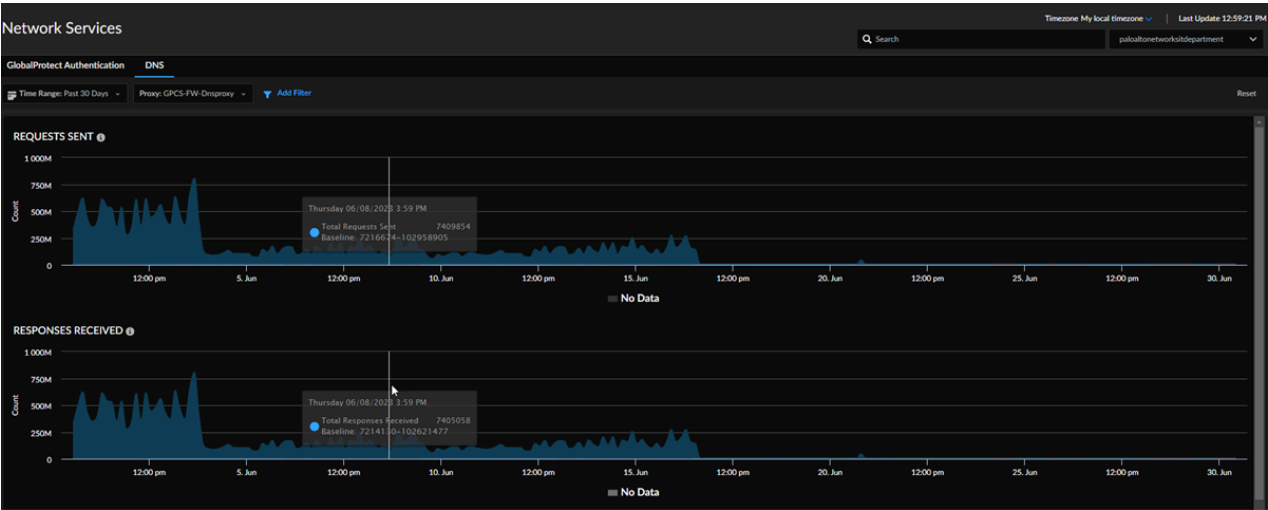 Network Services
Timezone My local timezone | Last Update 12:59:21 PM
Search
paloaltonetworksitdepartment
GlobalProtect Authentication DNS
Time Range: Past 30 Days Proxy: GPCS-FW-Dnsproxy Add Filter Reset
REQUESTS SENT
1 000M
750M
500M
250M
0
Count
Thursday 06/08/2023 3:59 PM
Total Requests Sent 7409854
Baseline: 7216674-102958905
12:00 pm 5. Jun 12:00 pm 10. Jun 12:00 pm 15. Jun 12:00 pm 20. Jun 12:00 pm 25. Jun 12:00 pm 30. Jun
No Data
RESPONSES RECEIVED
1 000M
750M
500M
250M
0
Count
Thursday 06/08/2023 3:59 PM
Total Responses Received 7405058
Baseline: 7214130-102621477
12:00 pm 5. Jun 12:00 pm 10. Jun 12:00 pm 15. Jun 12:00 pm 20. Jun 12:00 pm 25. Jun 12:00 pm 30. Jun
No Data